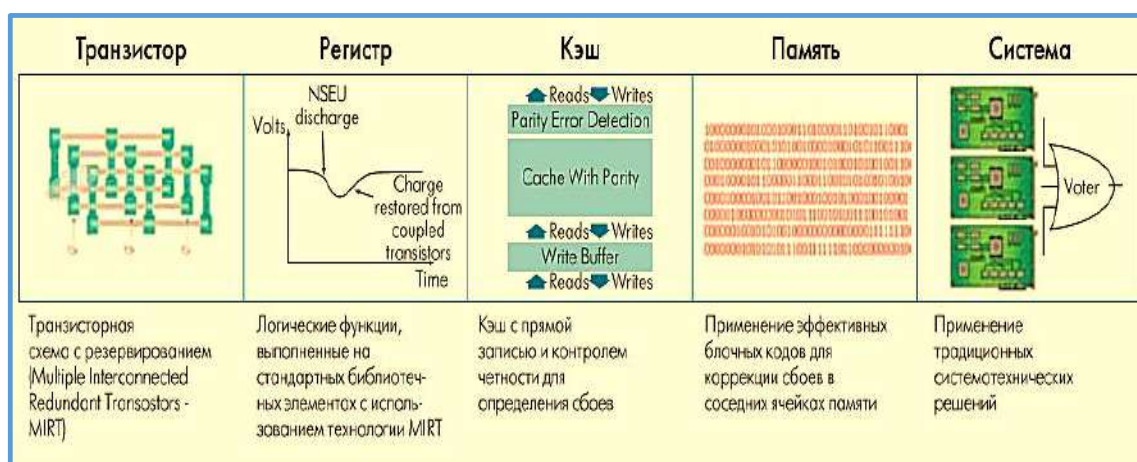 Транзистор
Регистр
Кэш
Память
Система
NSEU
discharge
Volts
Charge
restored from
coupled
transistors
Time
Reads Writes
Parity Error Detection
Cache With Parity
Reads Writes
Write Buffer
Reads Writes
Voter
Транзисторная
схема с резервированием
(Multiple Interconnected
Redundant Transostors -
MIRT)
Логические функции,
выполненные на
стандартных библиотеч-
ных элементах с исполь-
зованием технологии MIRT
Кэш с прямой
записью и контролем
четности для
определения сбоев
Применение эффективных
блочных кодов для
коррекции сбоев в
соседних ячейках памяти
Применение
традиционных
системотехнических
решений